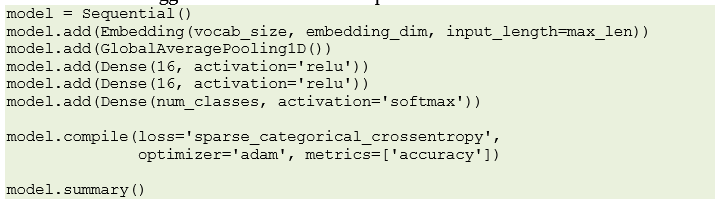 model = Sequential()
model.add(Embedding(vocab_size, embedding_dim, input_length=max_len))
model.add(GlobalAveragePooling1D())
model.add(Dense(16, activation='relu'))
model.add(Dense(16, activation='relu'))
model.add(Dense(num_classes, activation='softmax'))

model.compile(loss='sparse_categorical_crossentropy',
              optimizer='adam', metrics=['accuracy'])

model.summary()